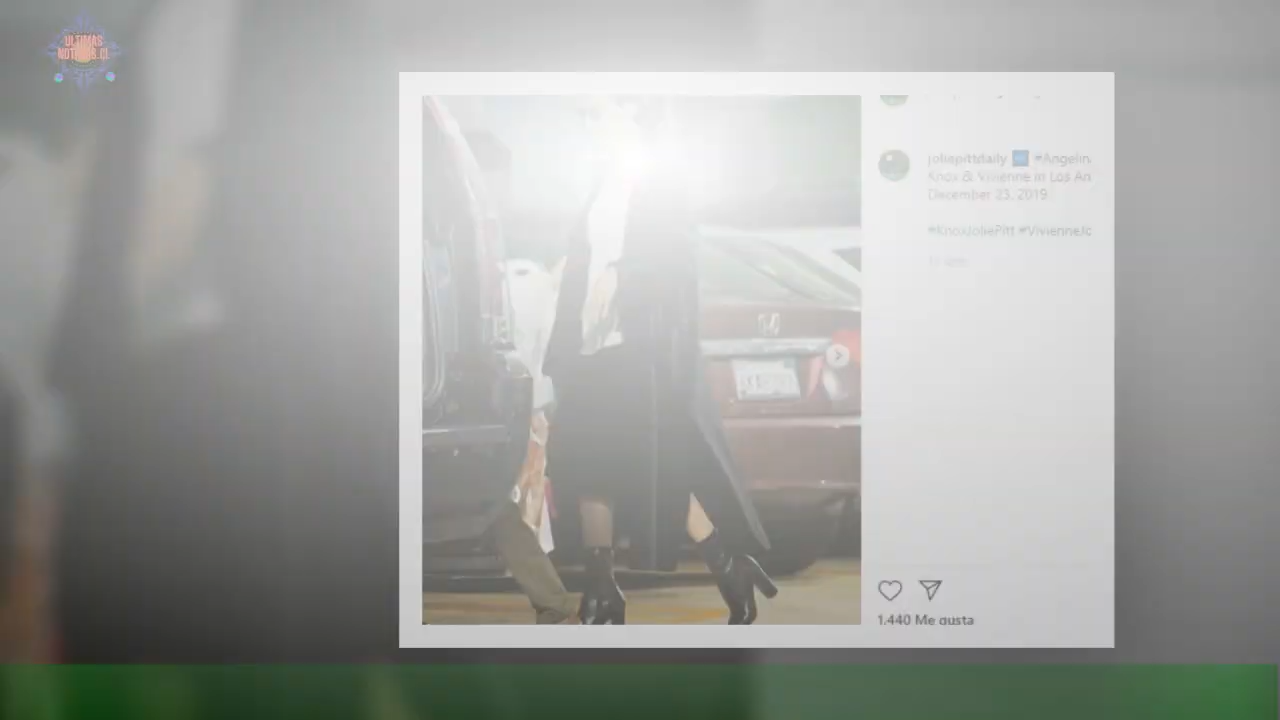 ULTIMAS
NOTICIAS.CL
joliepittdaily #Angelin
Knox & Vivienne in Los An
December 23, 2019.
#KnoxJoliePitt #VivienneJo
1.440 Me gusta